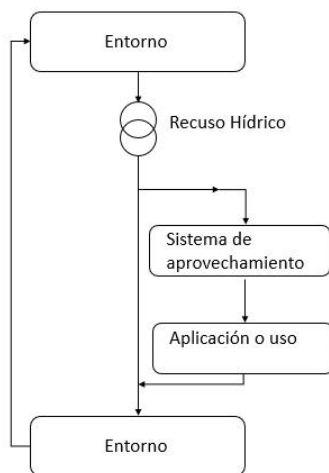 Entorno
Recuso Hídrico
Sistema de
aprovechamiento
Aplicación o uso
Entorno